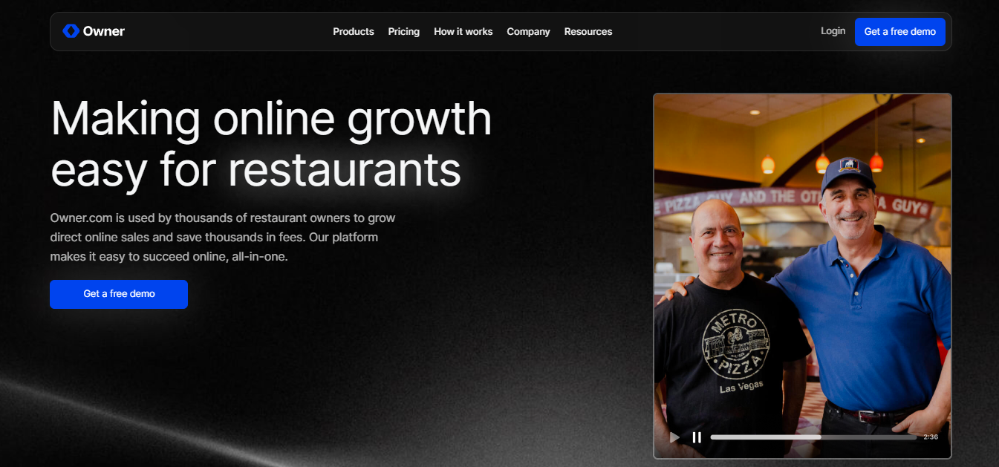 Owner
Products Pricing How it works Company Resources
Login
Get a free demo
Making online growth
easy for restaurants
Owner.com is used by thousands of restaurant owners to grow
direct online sales and save thousands in fees. Our platform
makes it easy to succeed online, all-in-one.
Get a free demo
PIZZA GUY AND THE GUY
METRO
PIZZA
Las Vegas
2:36